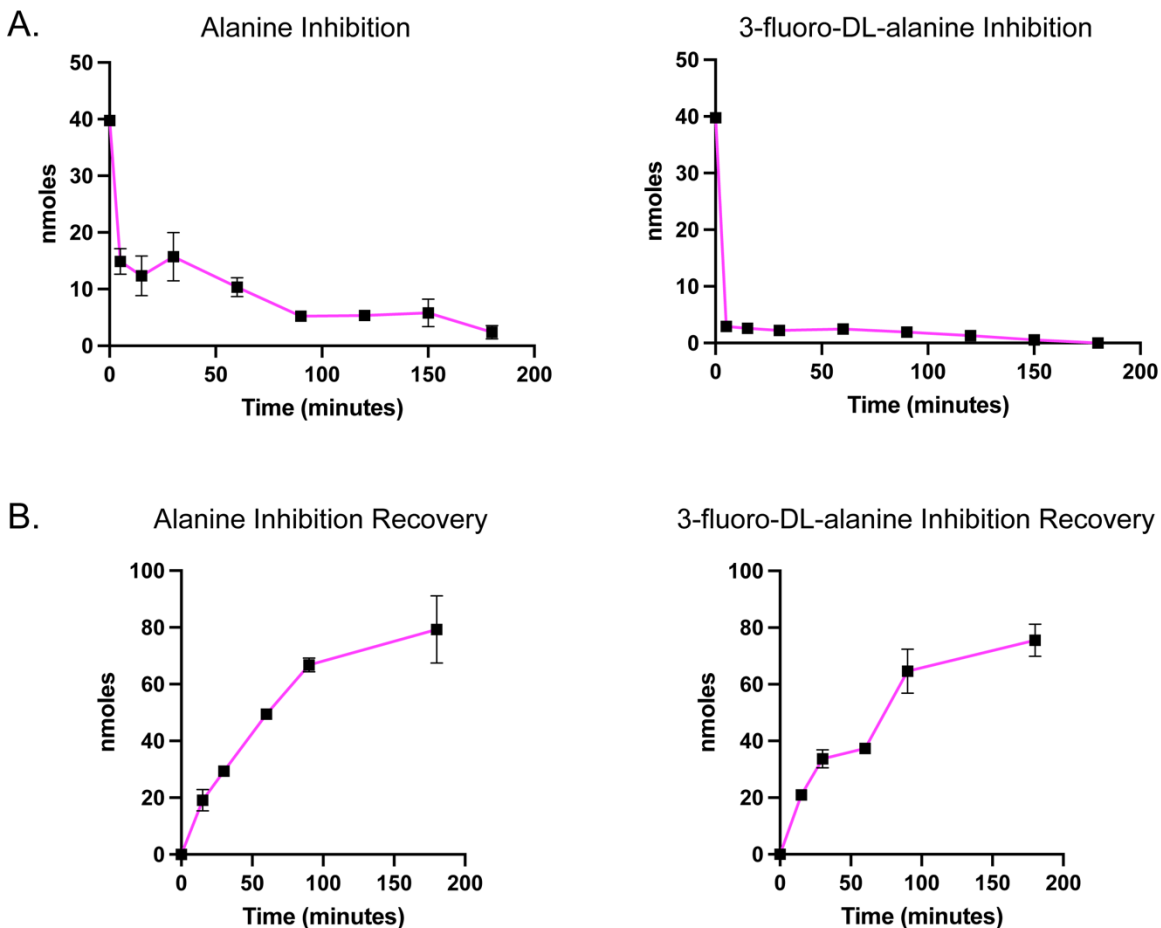 A.
Alanine Inhibition
50
40
30
20
10
0
nmoles
0 50 100 150 200
Time (minutes)
3-fluoro-DL-alanine Inhibition
50
40
30
20
10
0
nmoles
0 50 100 150 200
Time (minutes)
B.
Alanine Inhibition Recovery
100
80
60
40
20
0
nmoles
0 50 100 150 200
Time (minutes)
3-fluoro-DL-alanine Inhibition Recovery
100
80
60
40
20
0
nmoles
0 50 100 150 200
Time (minutes)